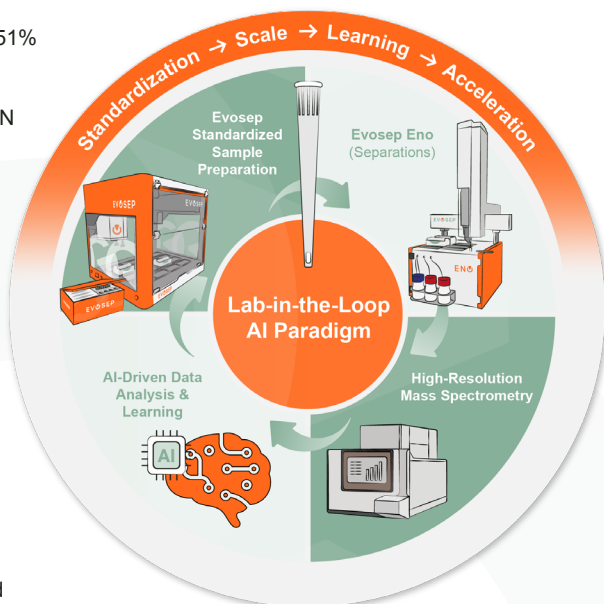 51%
N
d
Standardization → Scale → Learning → Acceleration
Evosep
Standardized
Sample
Preparation
Evosep Eno
(Separations)
EVOSEP
EVOSEP
EVOSEP
EVOSEP
ENO
Lab-in-the-Loop
AI Paradigm
AI-Driven Data
Analysis &
Learning
High-Resolution
Mass Spectrometry
AI